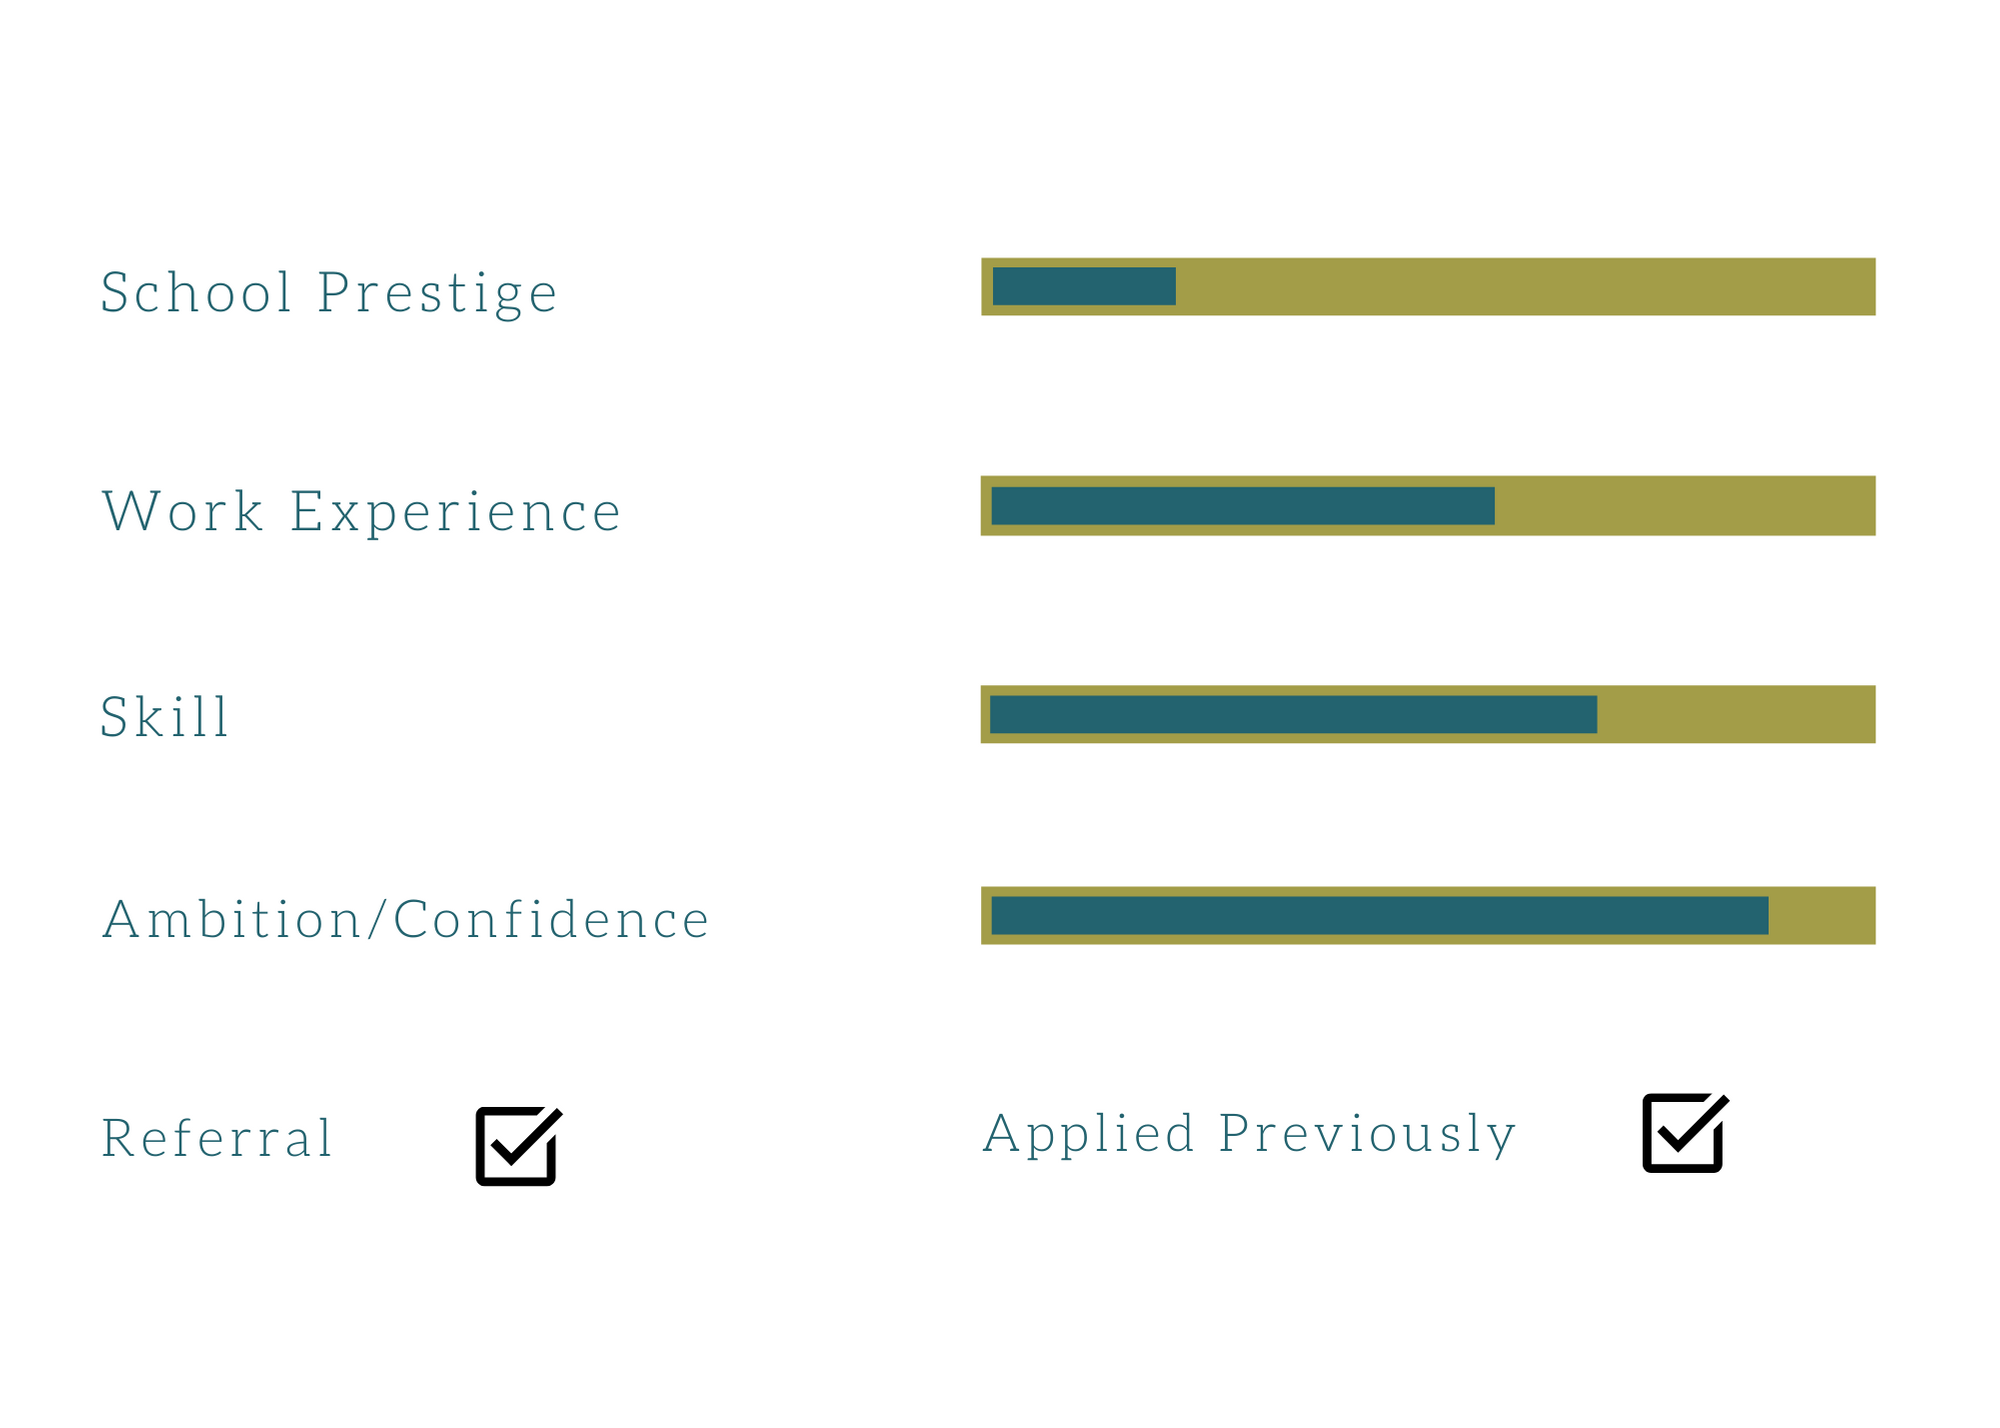 School Prestige
Work Experience
Skill
Ambition/Confidence
Referral
Applied Previously